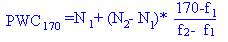 PWC₁₇₀=N₁+ (N₂- N₁)* 170-f₁
f₂- f₁